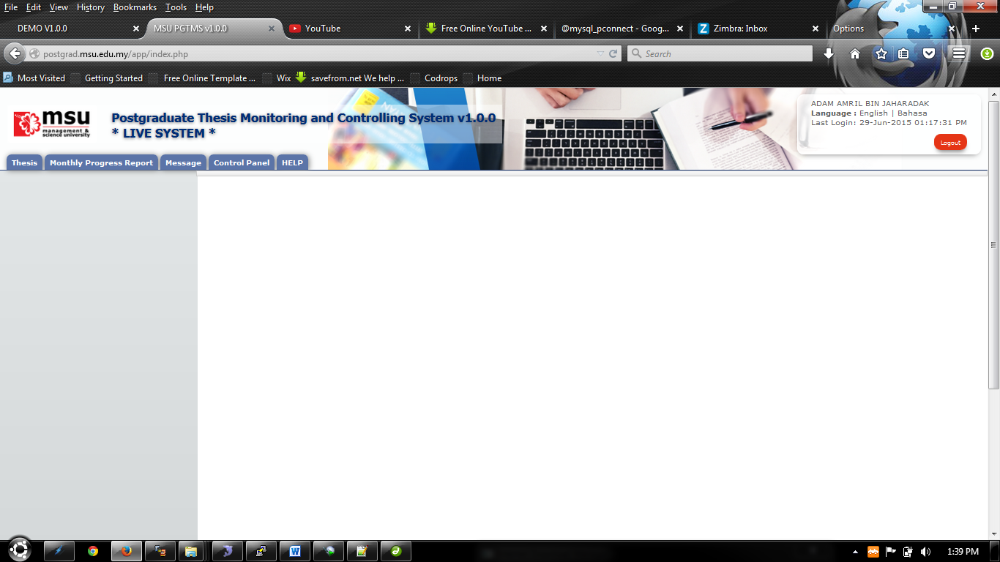 File Edit View History Bookmarks Tools Help
DEMO V1.0.0
MSU PGTMS v1.0.0
YouTube
Free Online YouTube ...
@mysql_pconnect - Goog...
Zimbra: Inbox
Options
postgrad.msu.edu.my/app/index.php
Search
Most Visited Getting Started Free Online Template ... Wix savefrom.net We help ... Codrops Home
msu
management &
science university
Postgraduate Thesis Monitoring and Controlling System v1.0.0
* LIVE SYSTEM *
ADAM AMRIL BIN JAHARADAK
Language : English | Bahasa
Last Login: 29-Jun-2015 01:17:31 PM
Logout
Thesis Monthly Progress Report Message Control Panel HELP
1:39 PM